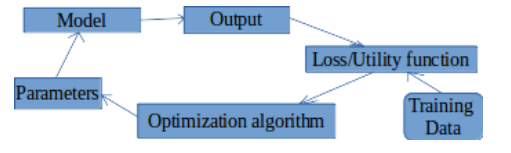 Model
Output
Loss/Utility function
Parameters
Training
Data
Optimization algorithm